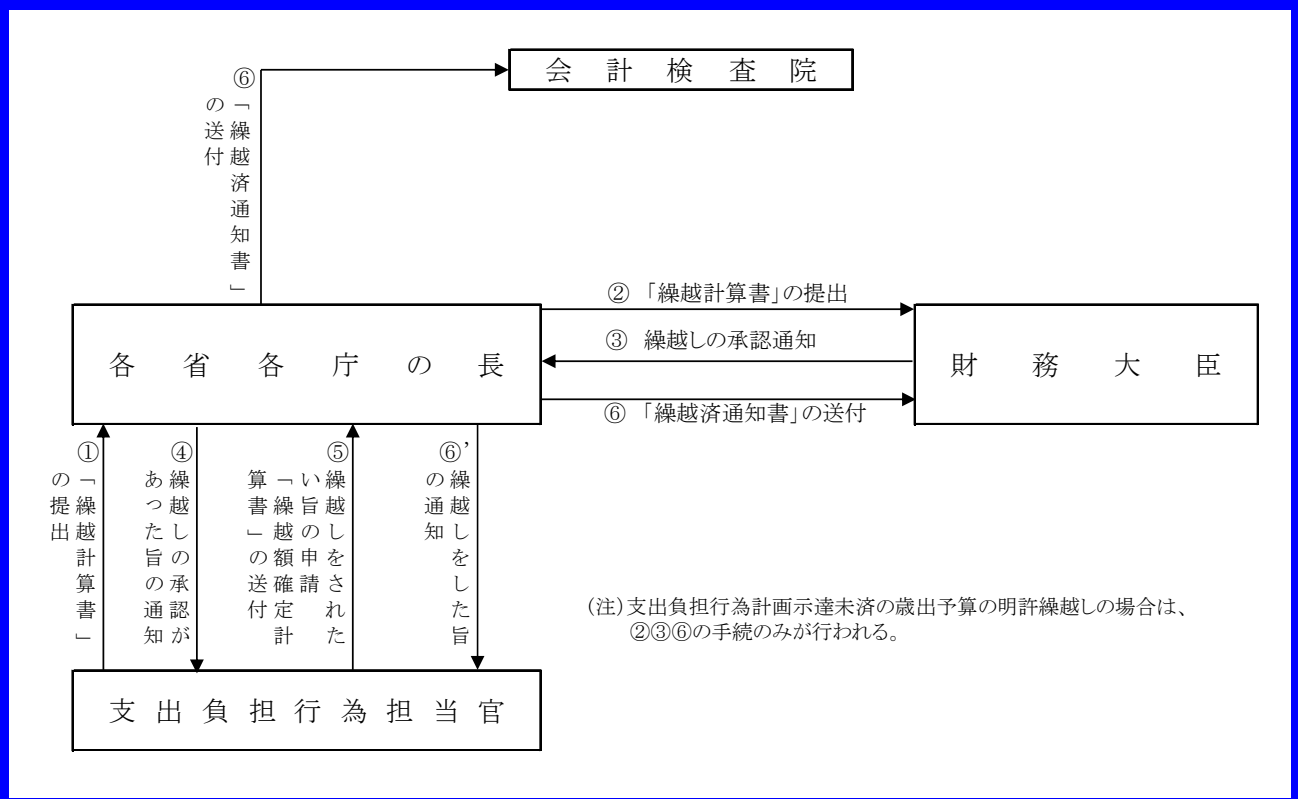 会計検査院
⑥
「繰越済通知書」
の送付
② 「繰越計算書」の提出
各省各庁の長
③ 繰越しの承認通知
財務大臣
⑥ 「繰越済通知書」の送付
①
「繰越計算書」
の提出
④
繰越しの承認が
あった旨の通知
⑤
繰越しをされた
い旨の申請
「繰越額確定計
算書」の送付
⑥’
繰越しをした旨
の通知
(注)支出負担行為計画示達未済の歳出予算の明許繰越しの場合は、
②③⑥の手続のみが行われる。
支出負担行為担当官